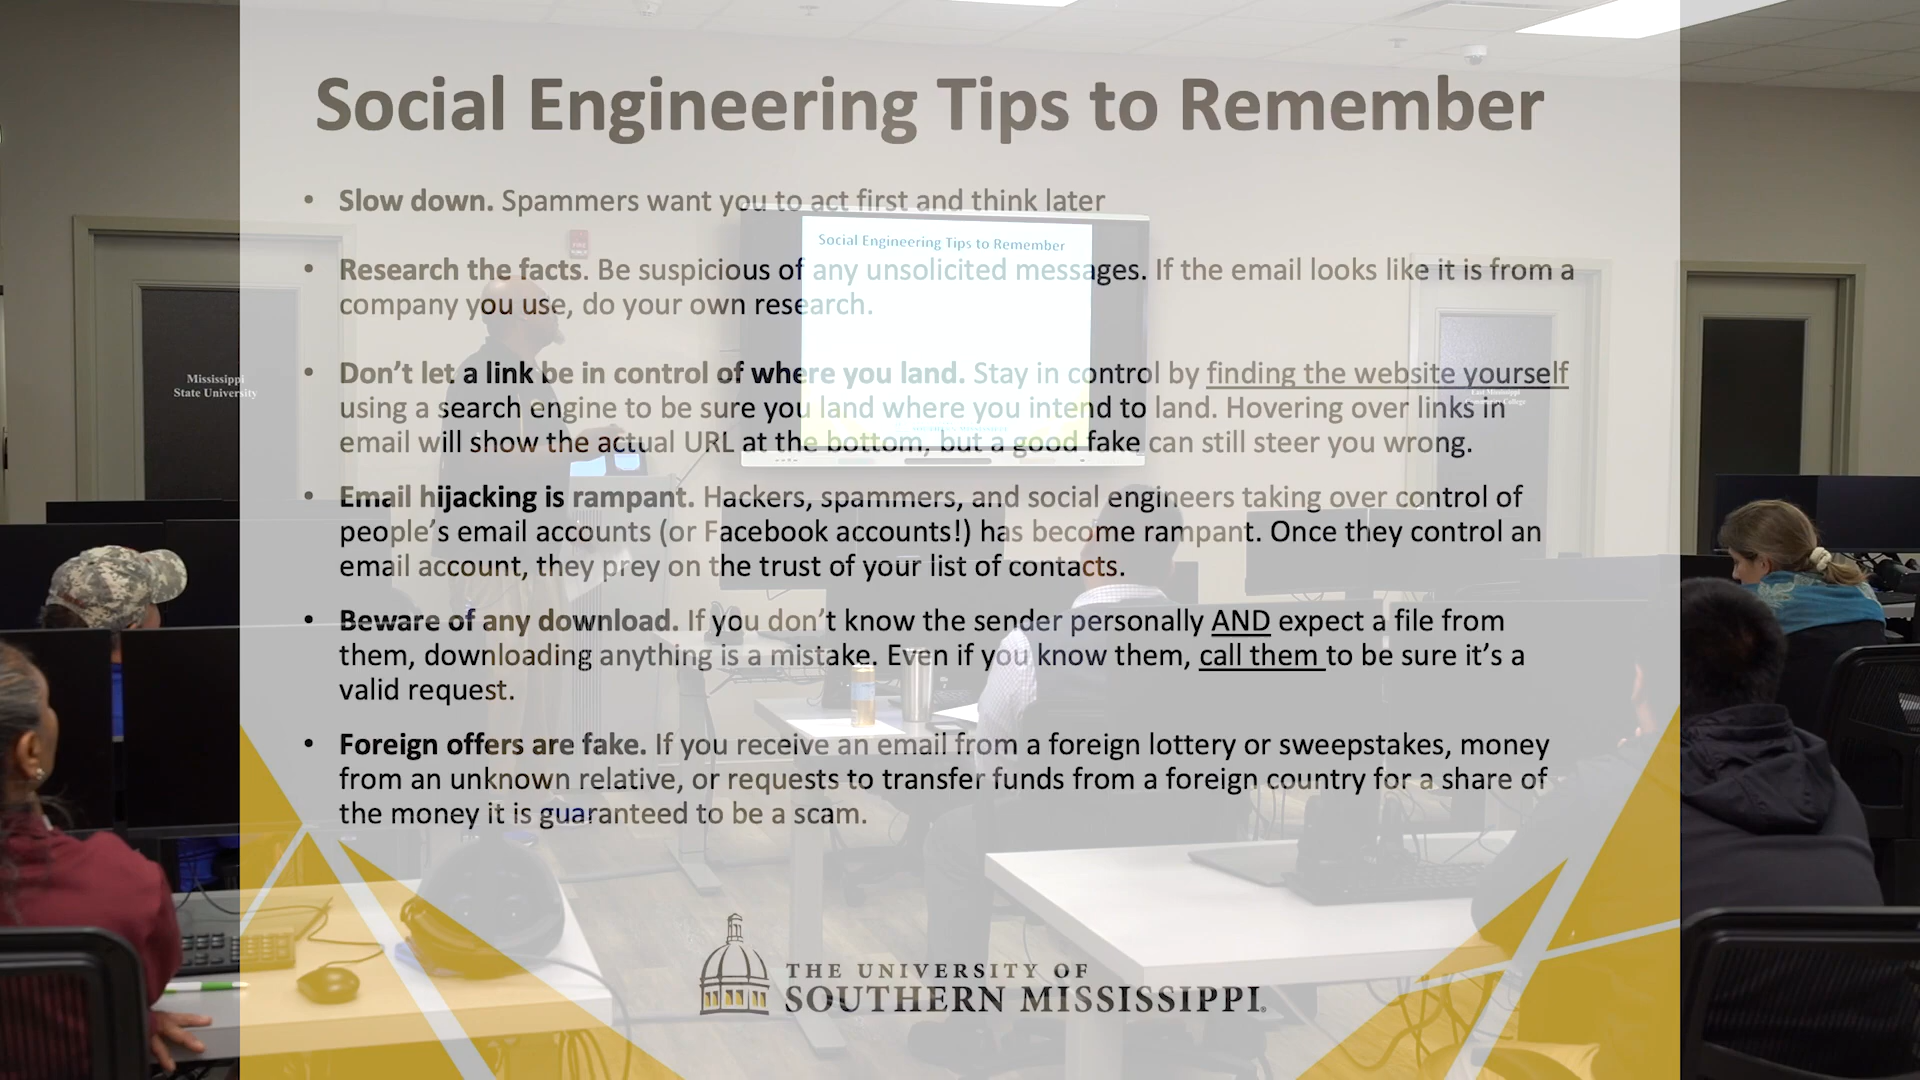 Social Engineering Tips to Remember
• Slow down. Spammers want you to act first and think later
Social Engineering Tips to Remember
• Research the facts. Be suspicious of any unsolicited messages. If the email looks like it is from a
company you use, do your own research.
• Don’t let a link be in control of where you land. Stay in control by finding the website yourself
using a search engine to be sure you land where you intend to land. Hovering over links in
email will show the actual URL at the bottom, but a good fake can still steer you wrong.
Mississippi
State University
East Mississippi
Community College
• Email hijacking is rampant. Hackers, spammers, and social engineers taking over control of
people’s email accounts (or Facebook accounts!) has become rampant. Once they control an
email account, they prey on the trust of your list of contacts.
• Beware of any download. If you don’t know the sender personally AND expect a file from
them, downloading anything is a mistake. Even if you know them, call them to be sure it’s a
valid request.
• Foreign offers are fake. If you receive an email from a foreign lottery or sweepstakes, money
from an unknown relative, or requests to transfer funds from a foreign country for a share of
the money it is guaranteed to be a scam.
THE UNIVERSITY OF
SOUTHERN MISSISSIPPI.